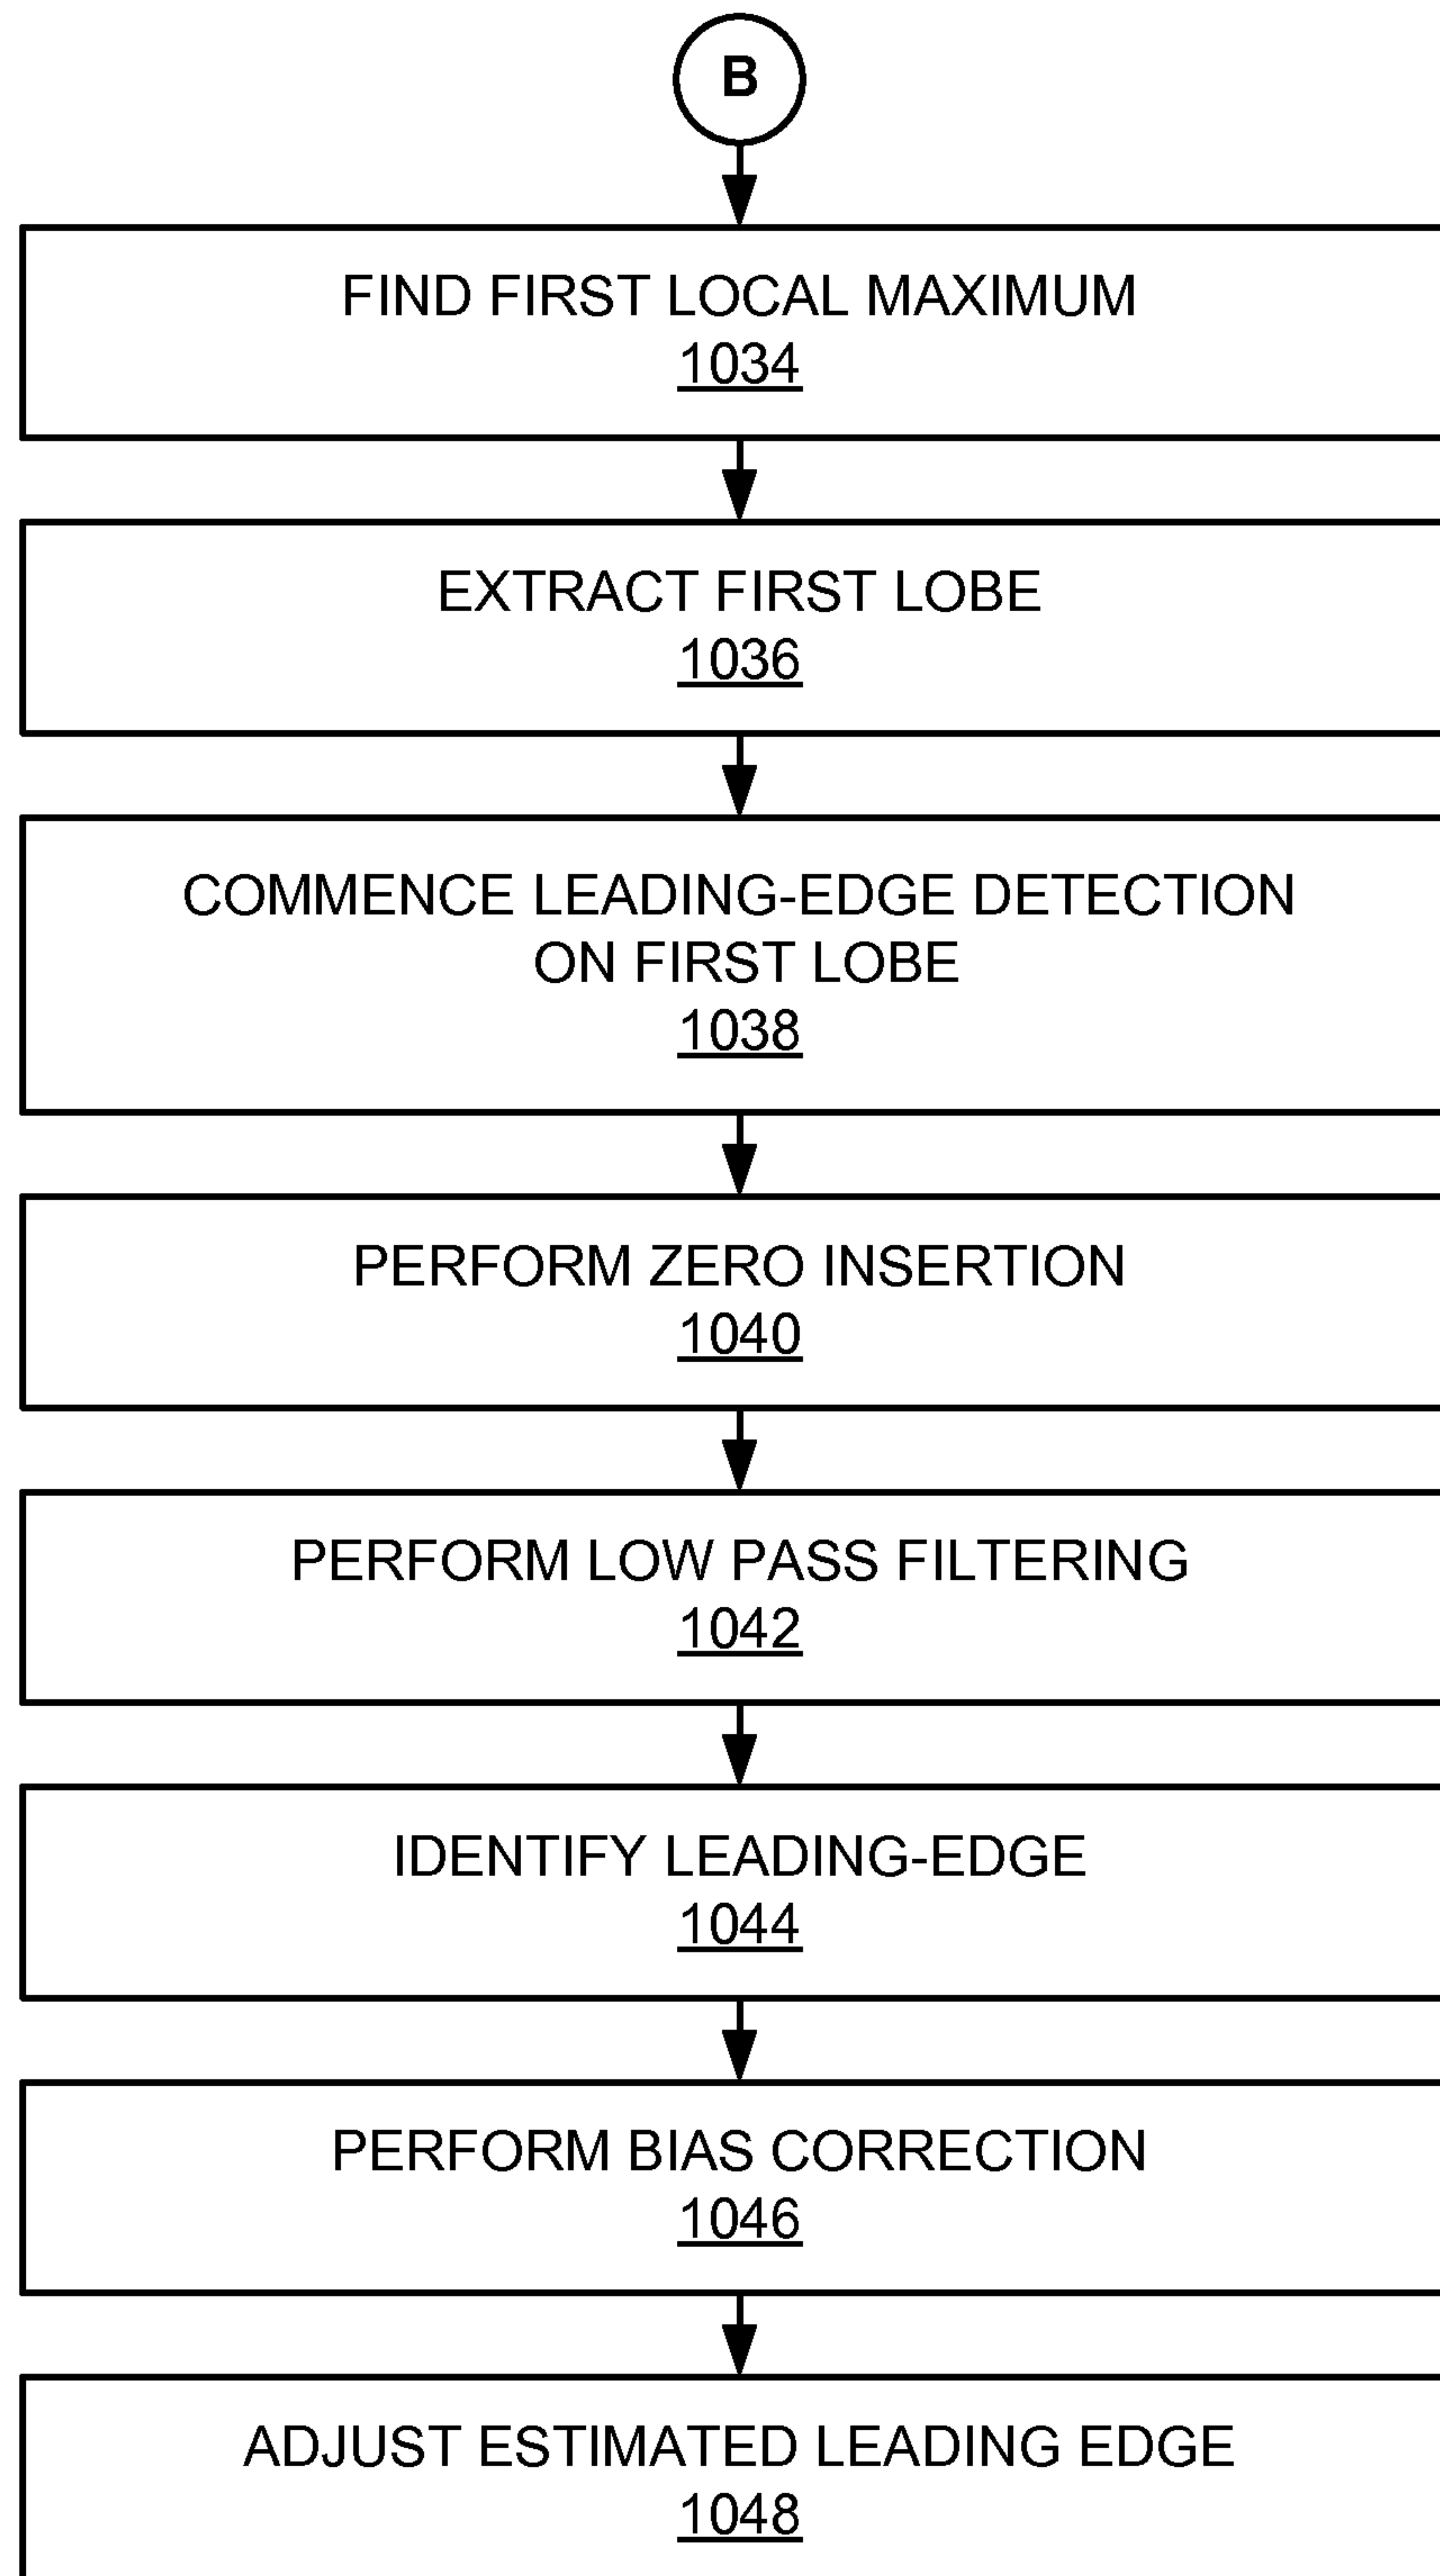 B
FIND FIRST LOCAL MAXIMUM
1034
EXTRACT FIRST LOBE
1036
COMMENCE LEADING-EDGE DETECTION
ON FIRST LOBE
1038
PERFORM ZERO INSERTION
1040
PERFORM LOW PASS FILTERING
1042
IDENTIFY LEADING-EDGE
1044
PERFORM BIAS CORRECTION
1046
ADJUST ESTIMATED LEADING EDGE
1048